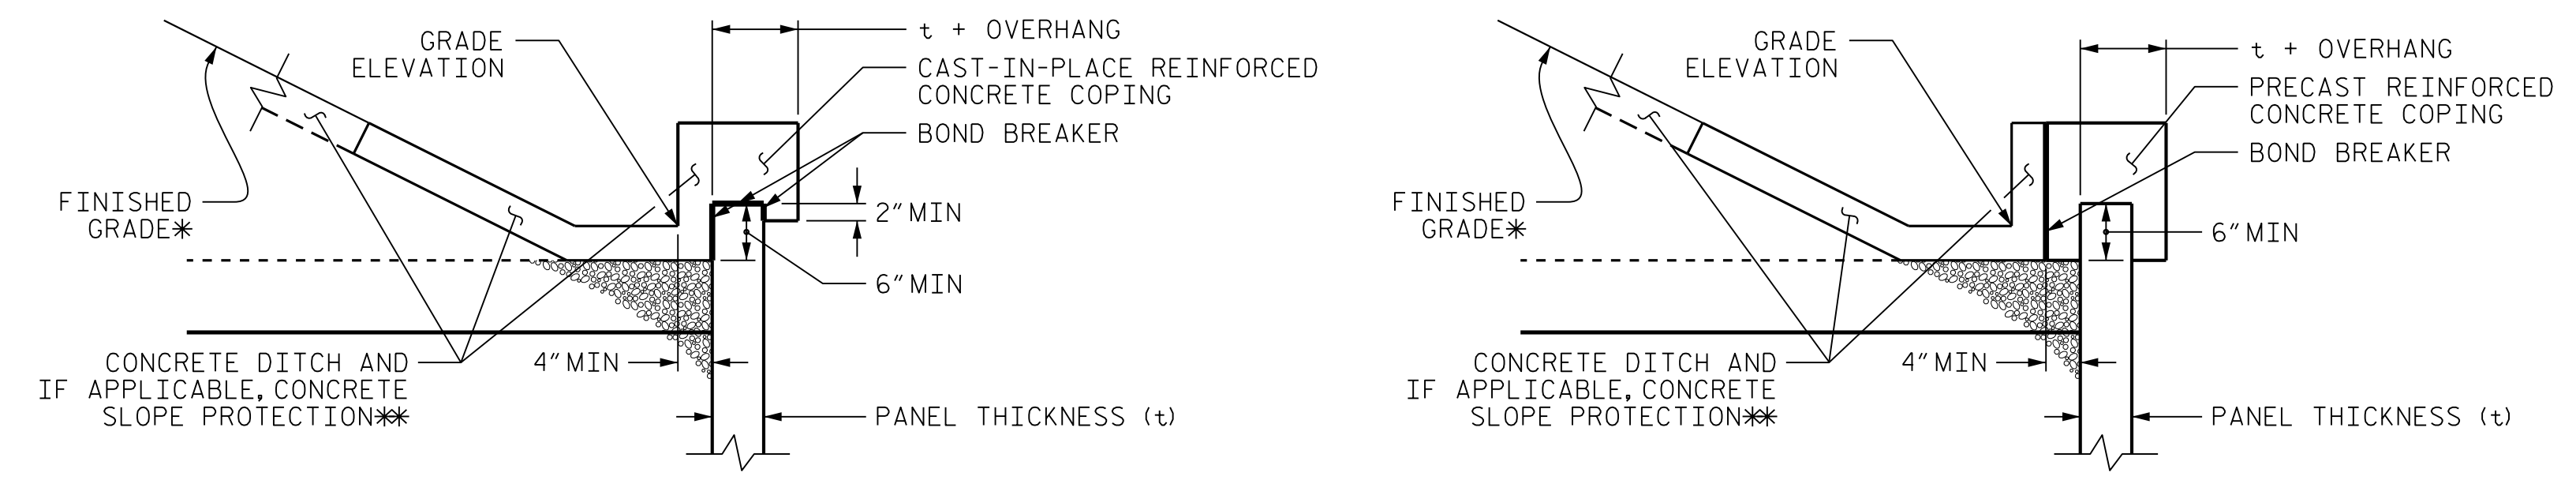 GRADE
ELEVATION
t + OVERHANG
CAST-IN-PLACE REINFORCED
CONCRETE COPING
BOND BREAKER
FINISHED
GRADE*
2" MIN
6" MIN
CONCRETE DITCH AND
IF APPLICABLE, CONCRETE
SLOPE PROTECTION**
4" MIN
PANEL THICKNESS (t)
GRADE
ELEVATION
t + OVERHANG
PRECAST REINFORCED
CONCRETE COPING
BOND BREAKER
FINISHED
GRADE*
6" MIN
CONCRETE DITCH AND
IF APPLICABLE, CONCRETE
SLOPE PROTECTION**
4" MIN
PANEL THICKNESS (t)